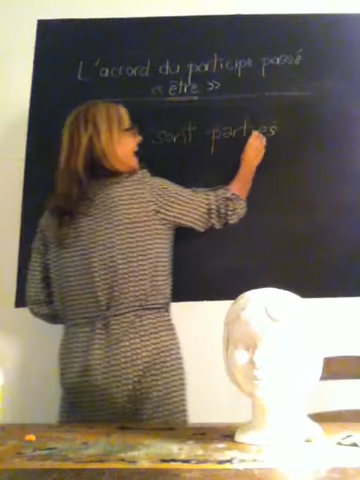 L'accord du participe passé
« être »
sont parties